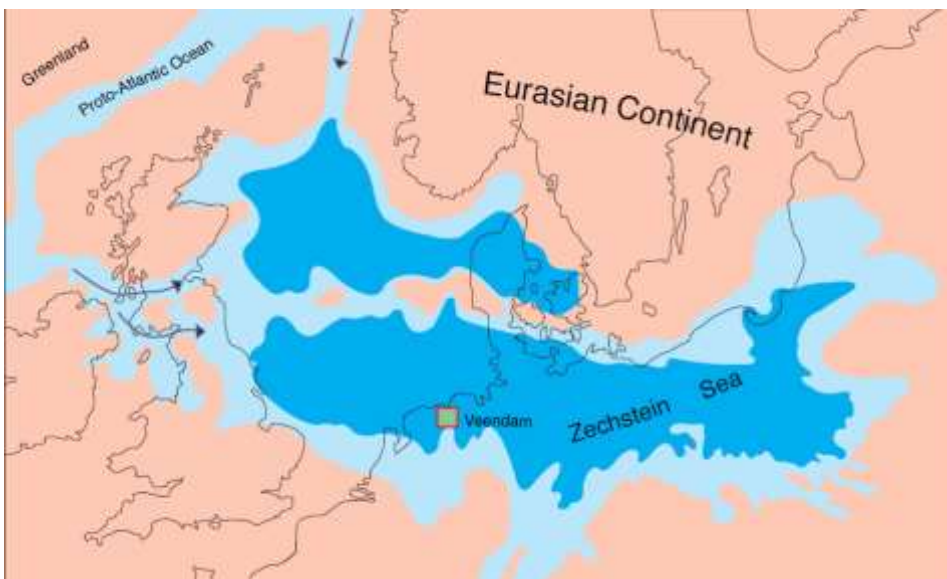 Greenland
Proto-Atlantic Ocean
Eurasian Continent
Zechstein Sea
Veendam